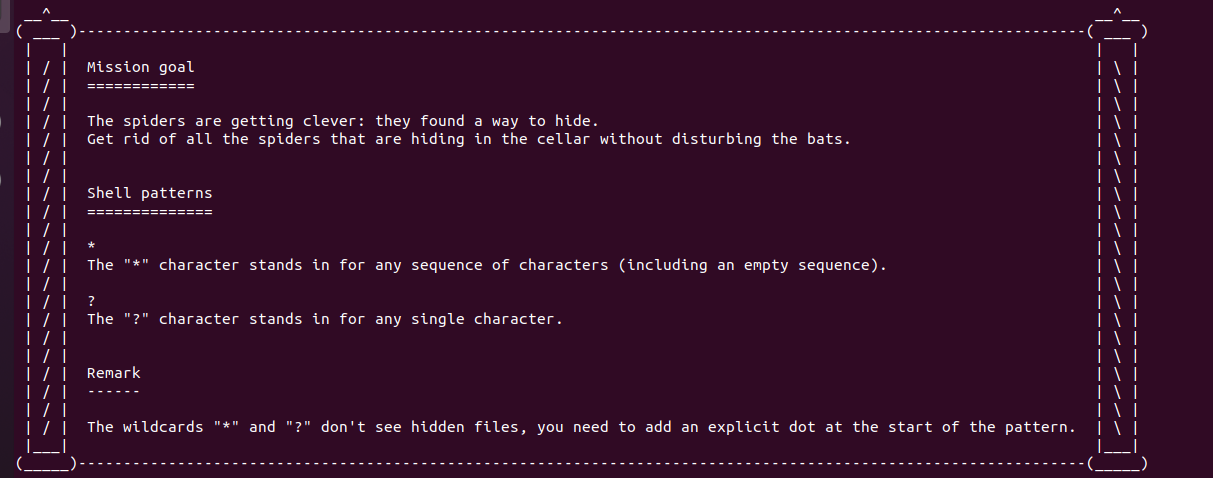 Mission goal
============
The spiders are getting clever: they found a way to hide.
Get rid of all the spiders that are hiding in the cellar without disturbing the bats.
Shell patterns
==============
*
The "*" character stands in for any sequence of characters (including an empty sequence).
?
The "?" character stands in for any single character.
Remark
------
The wildcards "*" and "?" don't see hidden files, you need to add an explicit dot at the start of the pattern.